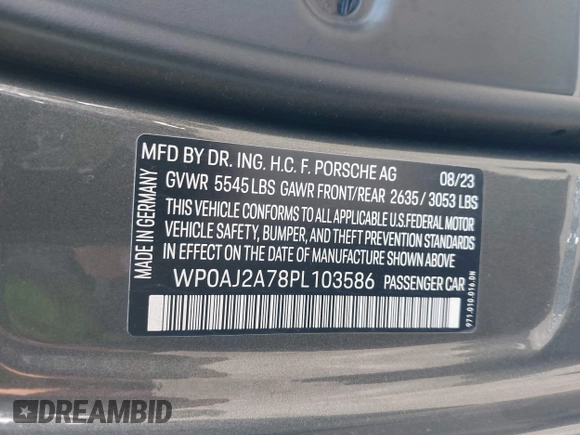 MFD BY DR. ING. H.C. F. PORSCHE AG 08/23
GVWR 5545 LBS GAWR FRONT/REAR 2635 / 3053 LBS
THIS VEHICLE CONFORMS TO ALL APPLICABLE U.S. FEDERAL MOTOR
VEHICLE SAFETY, BUMPER, AND THEFT PREVENTION STANDARDS
IN EFFECT ON THE DATE OF MANUFACTURE SHOWN ABOVE
WP0AJ2A78PL103586 PASSENGER CAR
MADE IN GERMANY
971.010.016.0N
DREAMBID